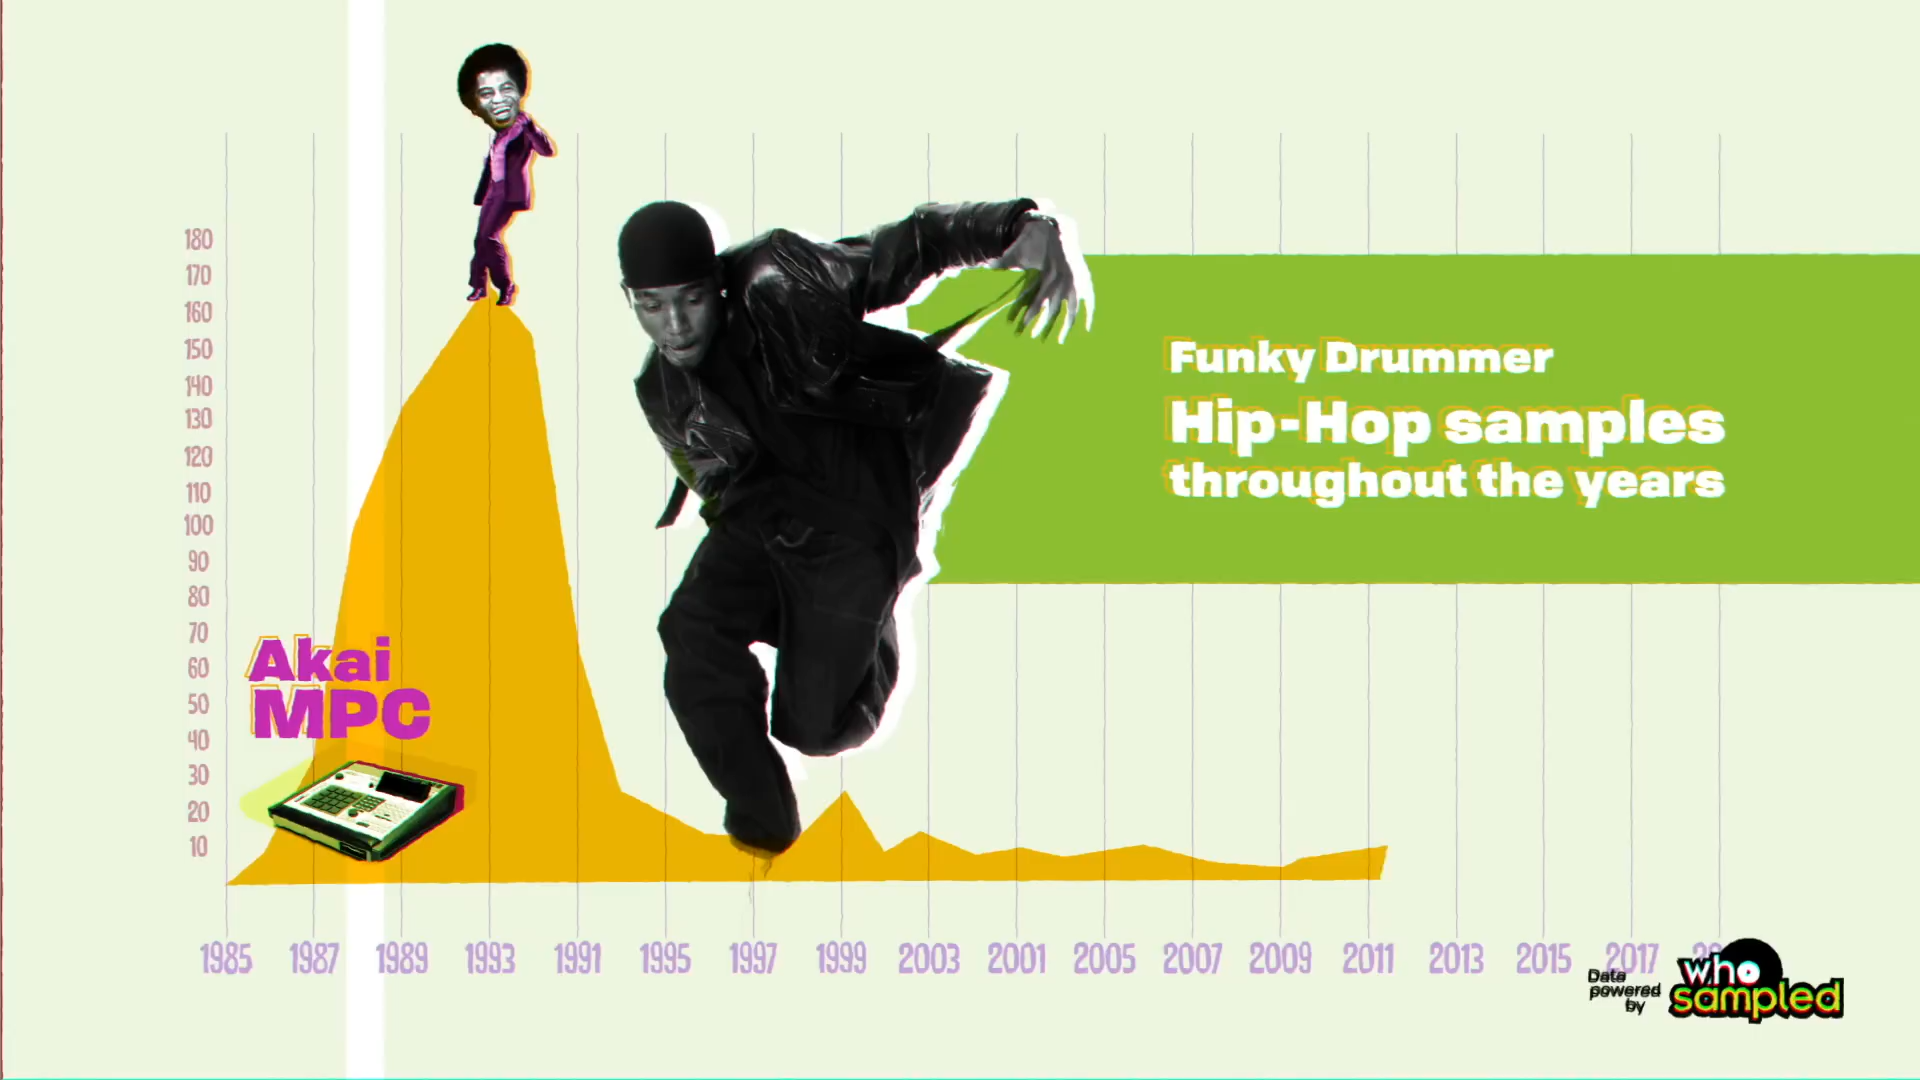 180
170
160
150
140
130
120
110
100
90
80
70
60
50
40
30
20
10
Funky Drummer
Hip-Hop samples
throughout the years
Akai
MPC
1985 1987 1989 1993 1991 1995 1997 1999 2003 2001 2005 2007 2009 2011 2013 2015 2017
Data
powered
by
who
sampled